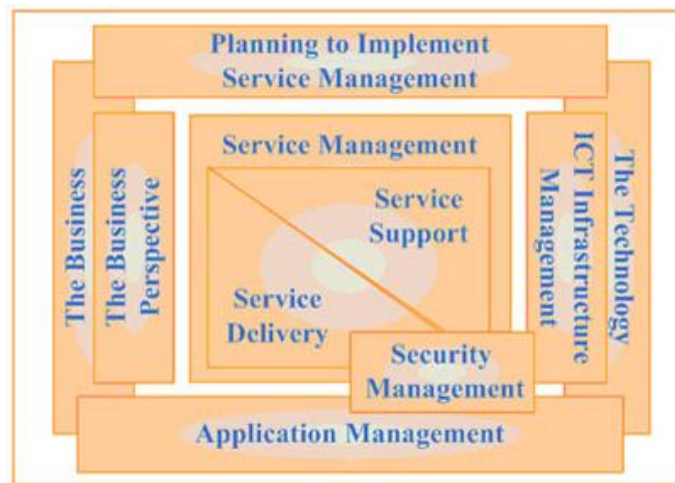 Planning to Implement
Service Management
The Business
The Business
Perspective
Service Management
Service
Support
Service
Delivery
Security
Management
ICT Infrastructure
Management
The Technology
Application Management